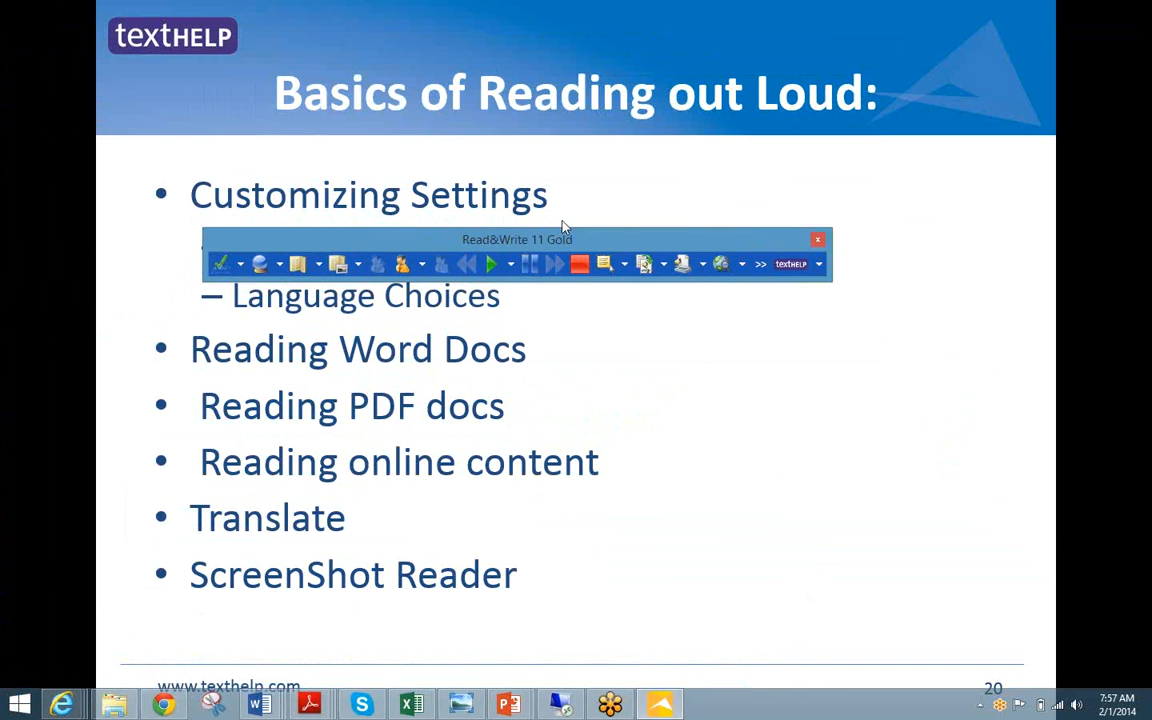 textHELP
Basics of Reading out Loud:
• Customizing Settings
Read&Write 11 Gold
x
>> textHELP
– Language Choices
• Reading Word Docs
• Reading PDF docs
• Reading online content
• Translate
• ScreenShot Reader
www.texthelp.com
20
7:57 AM
2/1/2014